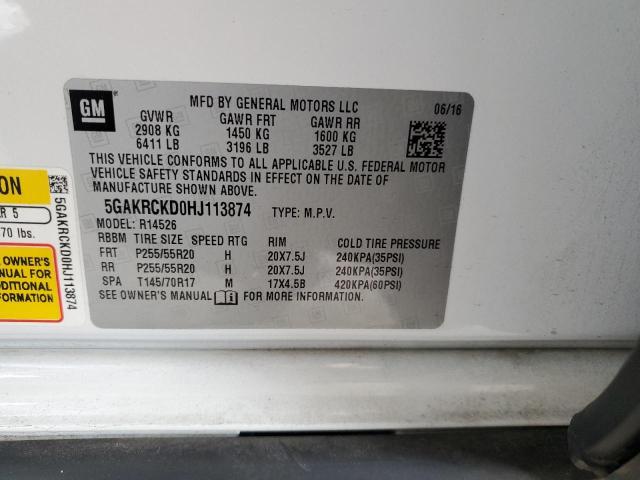 GM
MFD BY GENERAL MOTORS LLC 06/16
GVWR GAWR FRT GAWR RR
2908 KG 1450 KG 1600 KG
6411 LB 3196 LB 3527 LB
THIS VEHICLE CONFORMS TO ALL APPLICABLE U.S. FEDERAL MOTOR
VEHICLE SAFETY STANDARDS IN EFFECT ON THE DATE OF
MANUFACTURE SHOWN ABOVE.
5GAKRCKD0HJ113874 TYPE: M.P.V.
MODEL: R14526
RBBM TIRE SIZE SPEED RTG RIM COLD TIRE PRESSURE
FRT P255/55R20 H 20X7.5J 240KPA(35PSI)
RR P255/55R20 H 20X7.5J 240KPA(35PSI)
SPA T145/70R17 M 17X4.5B 420KPA(60PSI)
SEE OWNER'S MANUAL FOR MORE INFORMATION
5GAKRCKD0HJ113874
R 5
70 lbs.
OWNER'S
MANUAL FOR
ADDITIONAL
FORMATION